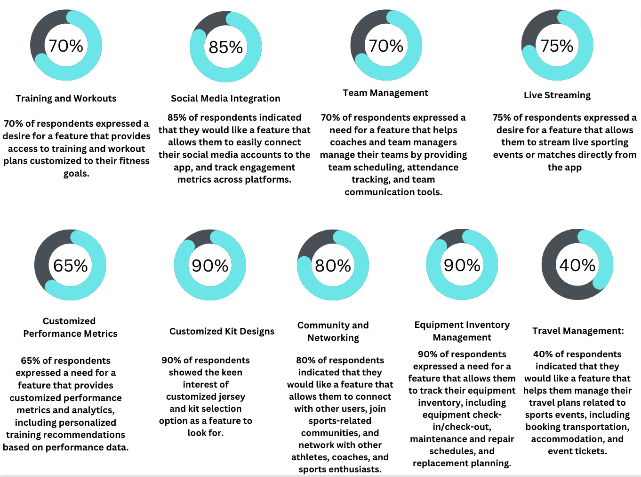 70%
85%
70%
75%
Training and Workouts
70% of respondents expressed a
desire for a feature that provides
access to training and workout
plans customized to their fitness
goals.
Social Media Integration
85% of respondents indicated
that they would like a feature that
allows them to easily connect
their social media accounts to the
app, and track engagement
metrics across platforms.
Team Management
70% of respondents expressed a
need for a feature that helps
coaches and team managers
manage their teams by providing
team scheduling, attendance
tracking, and team
communication tools.
Live Streaming
75% of respondents expressed a
desire for a feature that allows
them to stream live sporting
events or matches directly from
the app
65%
90%
80%
90%
40%
Customized
Performance Metrics
65% of respondents
expressed a need for a
feature that provides
customized performance
metrics and analytics,
including personalized
training recommendations
based on performance data.
Customized Kit Designs
90% of respondents
showed the keen
interest of
customized jersey
and kit selection
option as a feature to
look for.
Community and
Networking
80% of respondents
indicated that they
would like a feature that
allows them to connect
with other users, join
sports-related
communities, and
network with other
athletes, coaches, and
sports enthusiasts.
Equipment Inventory
Management
90% of respondents
expressed a need for a
feature that allows them
to track their equipment
inventory, including
equipment check-
in/check-out,
maintenance and repair
schedules, and
replacement planning.
Travel Management:
40% of respondents
indicated that they
would like a feature that
helps them manage their
travel plans related to
sports events, including
booking transportation,
accommodation, and
event tickets.